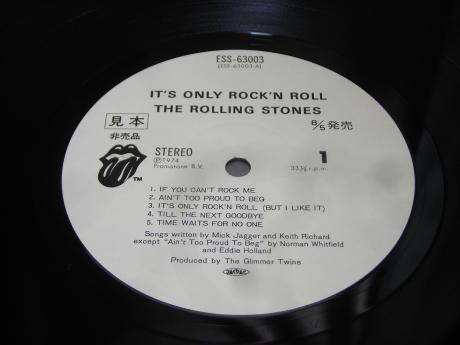 ESS-63003
(ESS-63003-A)
IT'S ONLY ROCK'N ROLL
THE ROLLING STONES
見本
非売品
8/5発売
STEREO
Ⓟ1974
Promotone B.V.
1
33⅓ r.p.m.
1. IF YOU CAN'T ROCK ME
2. AIN'T TOO PROUD TO BEG
3. IT'S ONLY ROCK'N ROLL (BUT I LIKE IT)
4. TILL THE NEXT GOODBYE
5. TIME WAITS FOR NO ONE
Songs written by Mick Jagger and Keith Richard
except "Ain't Too Proud To Beg" by Norman Whitfield
and Eddie Holland
Produced by The Glimmer Twins